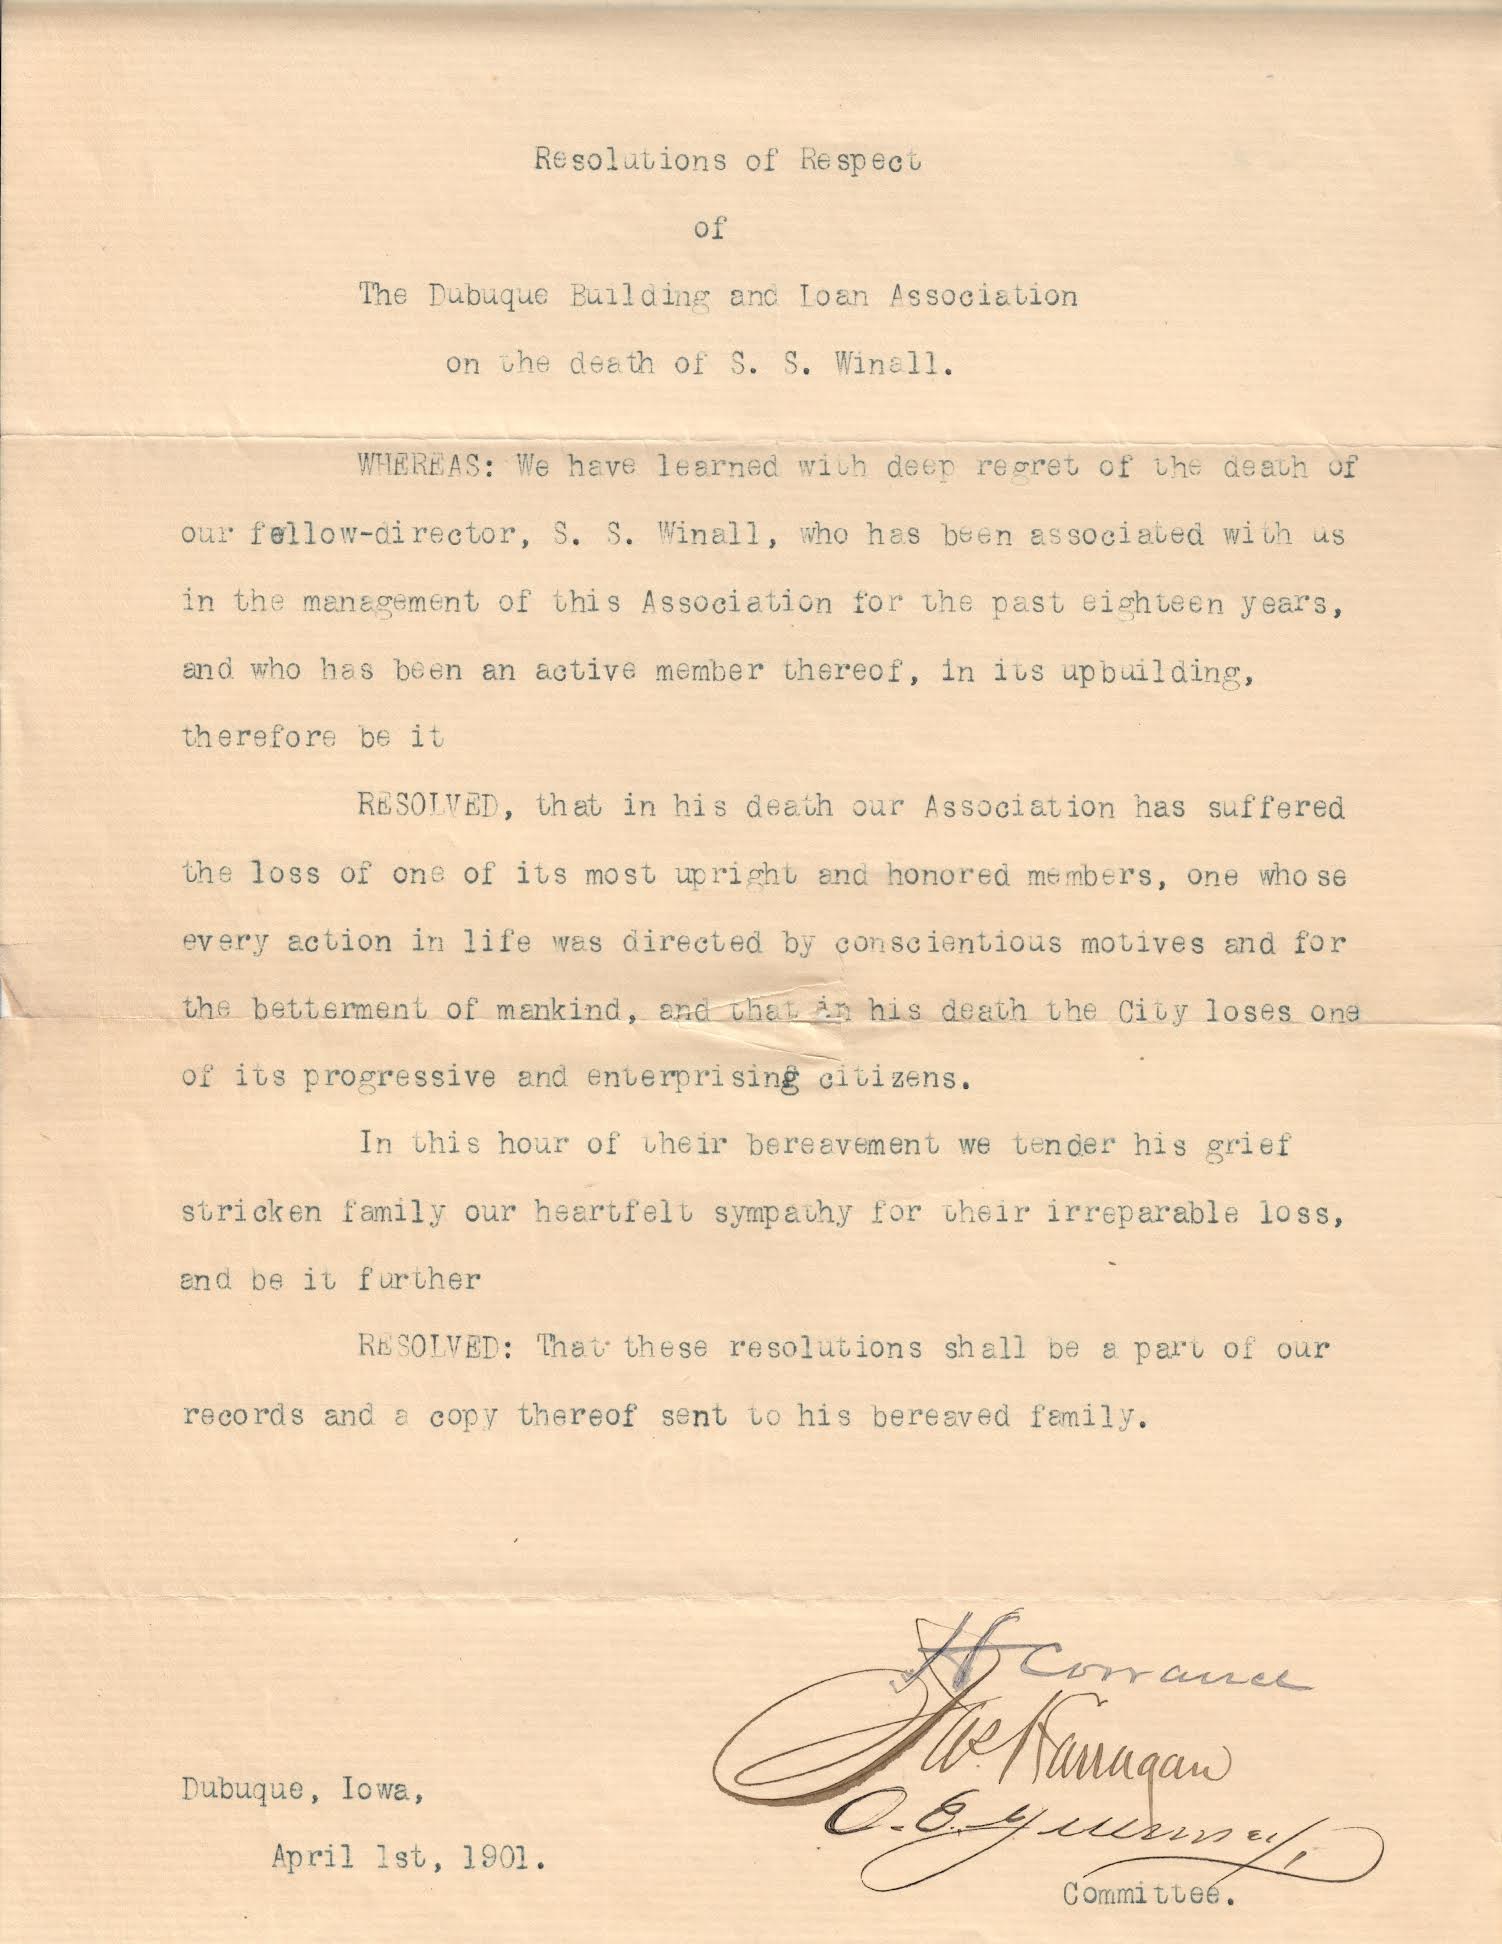 Resolutions of Respect
of
The Dubuque Building and Loan Association
on the death of S. S. Winall.
WHEREAS: We have learned with deep regret of the death of
our fellow-director, S. S. Winall, who has been associated with us
in the management of this Association for the past eighteen years,
and who has been an active member thereof, in its upbuilding,
therefore be it
RESOLVED, that in his death our Association has suffered
the loss of one of its most upright and honored members, one whose
every action in life was directed by conscientious motives and for
the betterment of mankind, and that in his death the City loses one
of its progressive and enterprising citizens.
In this hour of their bereavement we tender his grief
stricken family our heartfelt sympathy for their irreparable loss,
and be it further
RESOLVED: That these resolutions shall be a part of our
records and a copy thereof sent to his bereaved family.
H Corrance
Jas Harragan
O. E. Guernsey
Dubuque, Iowa,
April 1st, 1901.
Committee.